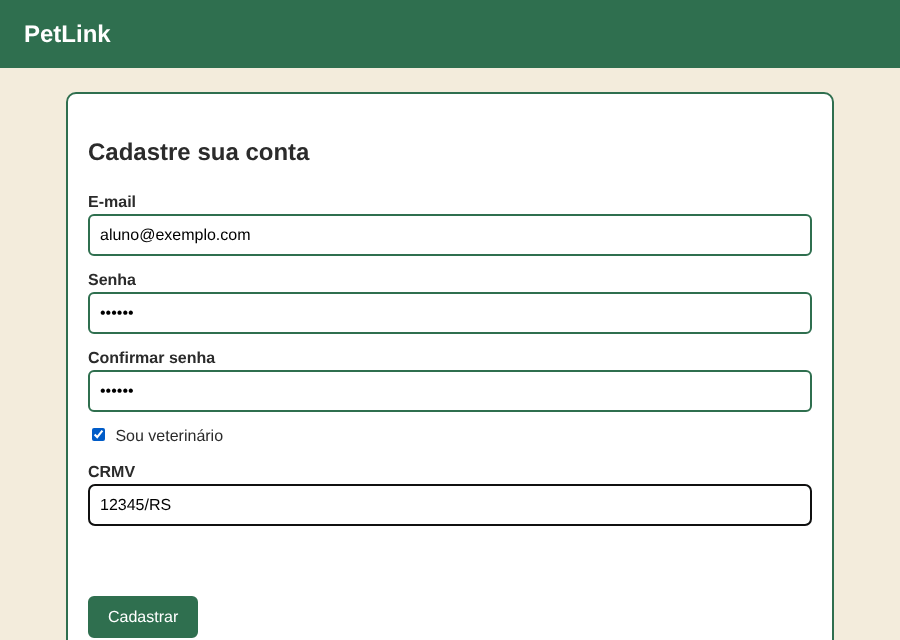 PetLink
Cadastre sua conta
E-mail
aluno@exemplo.com
Senha
••••••
Confirmar senha
••••••
Sou veterinário
CRMV
12345/RS
Cadastrar